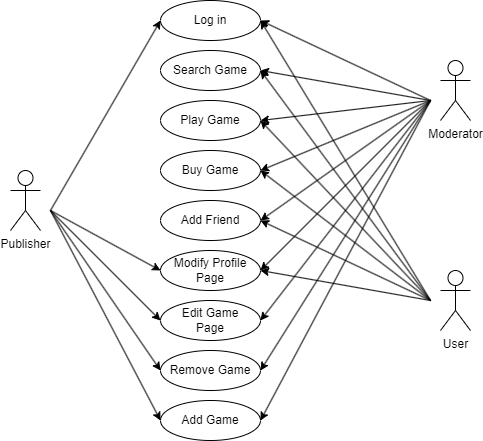 Log in
Search Game
Play Game
Moderator
Buy Game
Add Friend
Publisher
Modify Profile
Page
Edit Game
Page
User
Remove Game
Add Game